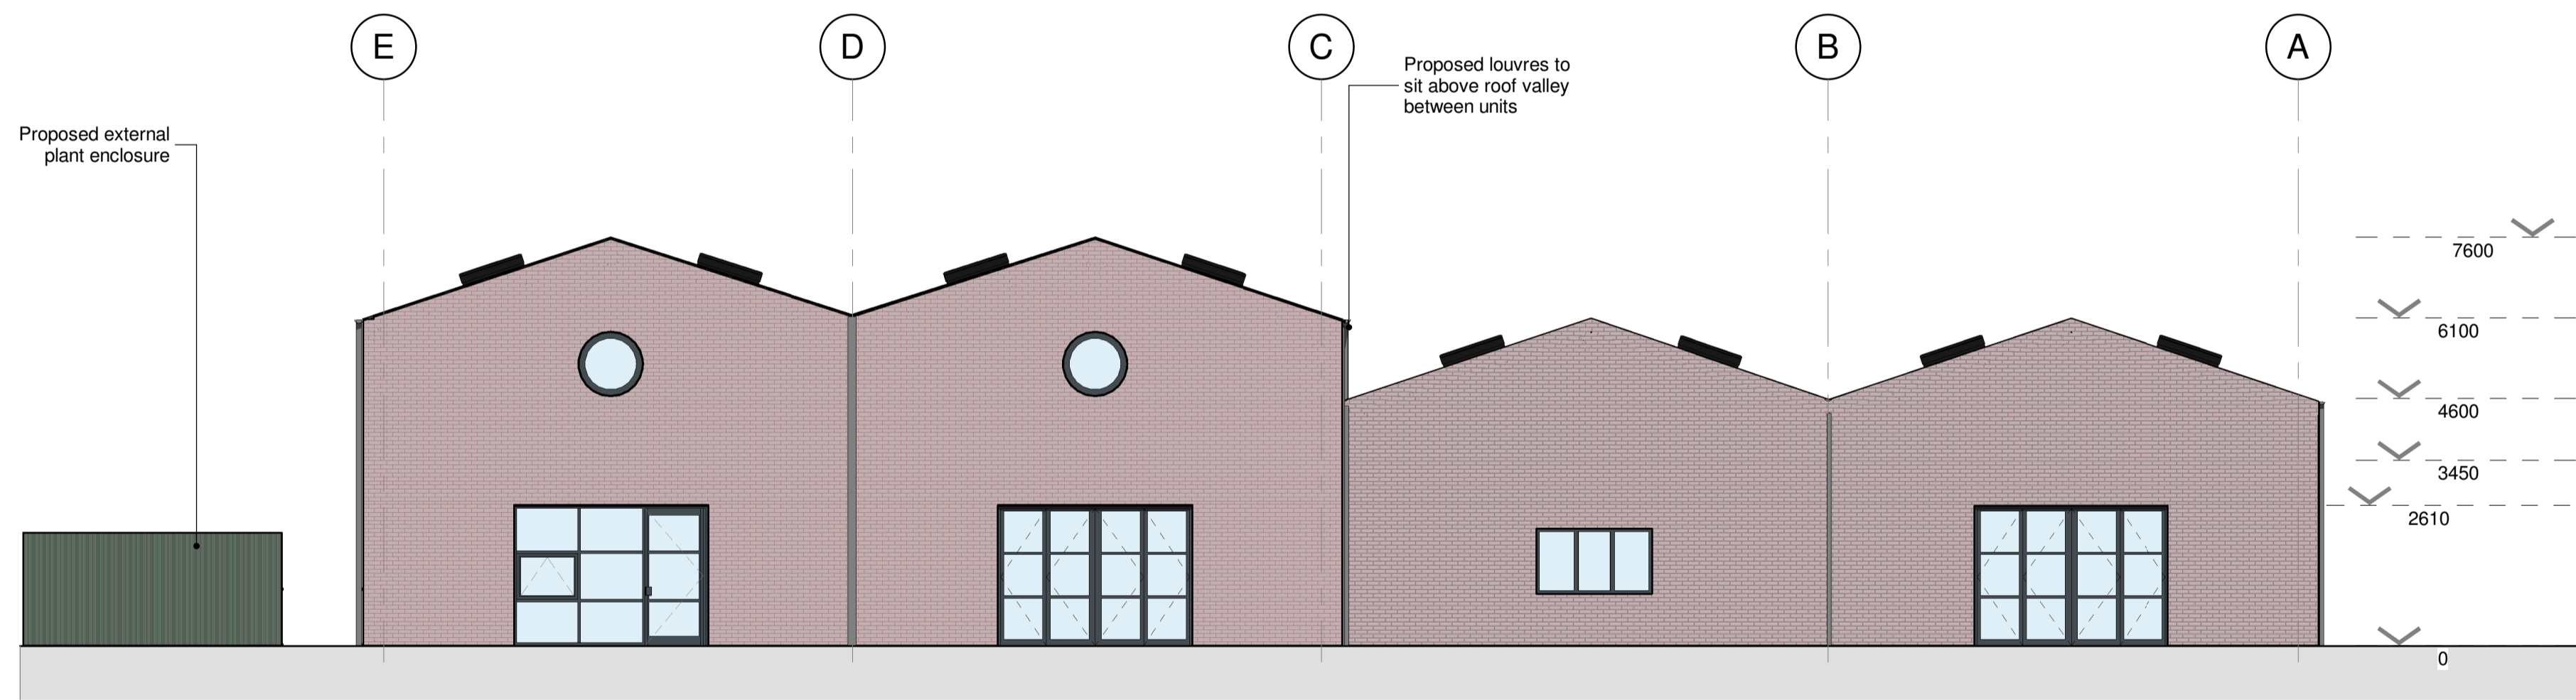 E
D
C
B
A
Proposed louvres to
sit above roof valley
between units
Proposed external
plant enclosure
7600
6100
4600
3450
2610
0